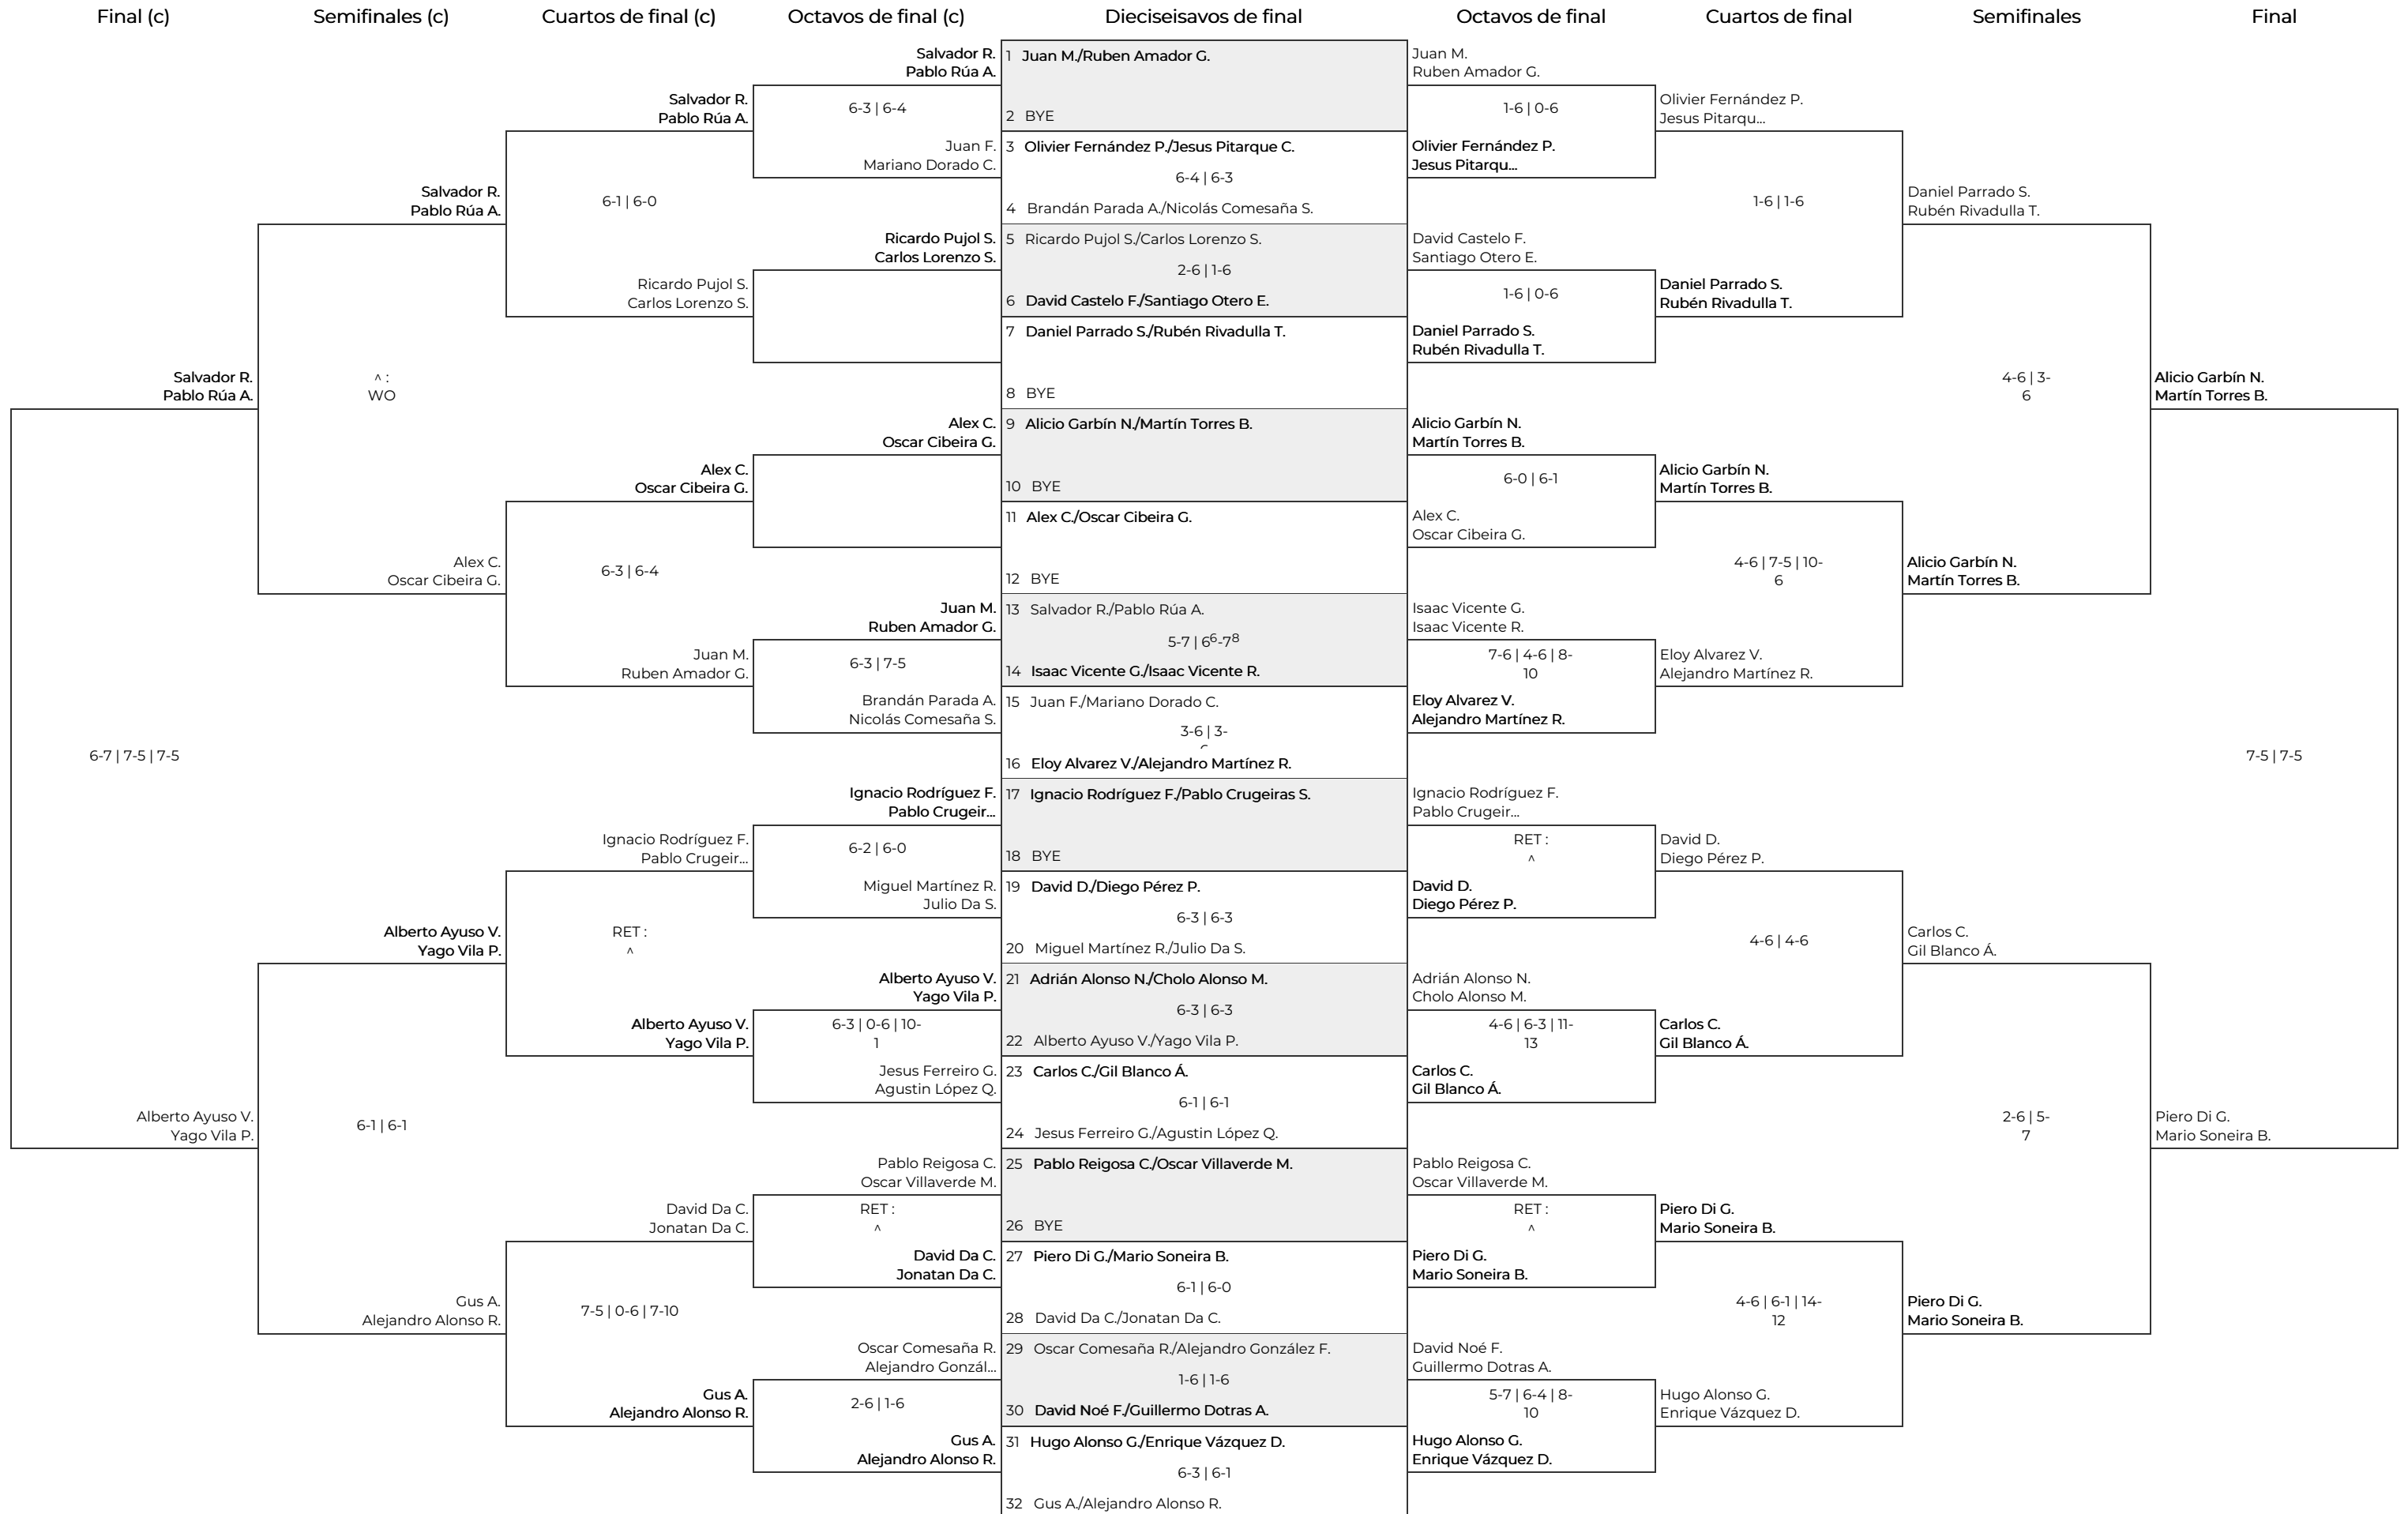 Final (c)
Semifinales (c)
Cuartos de final (c)
Octavos de final (c)
Dieciseisavos de final
Octavos de final
Cuartos de final
Semifinales
Final
Salvador R.
Pablo Rúa A.
6-7 | 7-5 | 7-5
Alberto Ayuso V.
Yago Vila P.
Salvador R.
Pablo Rúa A.
^ :
WO
Alex C.
Oscar Cibeira G.
Alberto Ayuso V.
Yago Vila P.
6-1 | 6-1
Gus A.
Alejandro Alonso R.
Salvador R.
Pablo Rúa A.
6-1 | 6-0
Ricardo Pujol S.
Carlos Lorenzo S.
Alex C.
Oscar Cibeira G.
6-3 | 6-4
Juan M.
Ruben Amador G.
Ignacio Rodríguez F.
Pablo Crugeir...
RET :
^
Alberto Ayuso V.
Yago Vila P.
David Da C.
Jonatan Da C.
7-5 | 0-6 | 7-10
Gus A.
Alejandro Alonso R.
Salvador R.
Pablo Rúa A.
6-3 | 6-4
Juan F.
Mariano Dorado C.
Ricardo Pujol S.
Carlos Lorenzo S.
Alex C.
Oscar Cibeira G.
Juan M.
Ruben Amador G.
6-3 | 7-5
Brandán Parada A.
Nicolás Comesaña S.
Ignacio Rodríguez F.
Pablo Crugeir...
6-2 | 6-0
Miguel Martínez R.
Julio Da S.
Alberto Ayuso V.
Yago Vila P.
6-3 | 0-6 | 10-
1
Jesus Ferreiro G.
Agustin López Q.
Pablo Reigosa C.
Oscar Villaverde M.
RET :
^
David Da C.
Jonatan Da C.
Oscar Comesaña R.
Alejandro Gonzál...
2-6 | 1-6
Gus A.
Alejandro Alonso R.
1 Juan M./Ruben Amador G.
2 BYE
3 Olivier Fernández P./Jesus Pitarque C.
6-4 | 6-3
4 Brandán Parada A./Nicolás Comesaña S.
5 Ricardo Pujol S./Carlos Lorenzo S.
2-6 | 1-6
6 David Castelo F./Santiago Otero E.
7 Daniel Parrado S./Rubén Rivadulla T.
8 BYE
9 Alicio Garbín N./Martín Torres B.
10 BYE
11 Alex C./Oscar Cibeira G.
12 BYE
13 Salvador R./Pablo Rúa A.
5-7 | 6⁶-7⁸
14 Isaac Vicente G./Isaac Vicente R.
15 Juan F./Mariano Dorado C.
3-6 | 3-
16 Eloy Alvarez V./Alejandro Martínez R.
17 Ignacio Rodríguez F./Pablo Crugeiras S.
18 BYE
19 David D./Diego Pérez P.
6-3 | 6-3
20 Miguel Martínez R./Julio Da S.
21 Adrián Alonso N./Cholo Alonso M.
6-3 | 6-3
22 Alberto Ayuso V./Yago Vila P.
23 Carlos C./Gil Blanco Á.
6-1 | 6-1
24 Jesus Ferreiro G./Agustin López Q.
25 Pablo Reigosa C./Oscar Villaverde M.
26 BYE
27 Piero Di G./Mario Soneira B.
6-1 | 6-0
28 David Da C./Jonatan Da C.
29 Oscar Comesaña R./Alejandro González F.
1-6 | 1-6
30 David Noé F./Guillermo Dotras A.
31 Hugo Alonso G./Enrique Vázquez D.
6-3 | 6-1
32 Gus A./Alejandro Alonso R.
Juan M.
Ruben Amador G.
1-6 | 0-6
Olivier Fernández P.
Jesus Pitarqu...
David Castelo F.
Santiago Otero E.
1-6 | 0-6
Daniel Parrado S.
Rubén Rivadulla T.
Alicio Garbín N.
Martín Torres B.
6-0 | 6-1
Alex C.
Oscar Cibeira G.
Isaac Vicente G.
Isaac Vicente R.
7-6 | 4-6 | 8-
10
Eloy Alvarez V.
Alejandro Martínez R.
Ignacio Rodríguez F.
Pablo Crugeir...
RET :
^
David D.
Diego Pérez P.
Adrián Alonso N.
Cholo Alonso M.
4-6 | 6-3 | 11-
13
Carlos C.
Gil Blanco Á.
Pablo Reigosa C.
Oscar Villaverde M.
RET :
^
Piero Di G.
Mario Soneira B.
David Noé F.
Guillermo Dotras A.
5-7 | 6-4 | 8-
10
Hugo Alonso G.
Enrique Vázquez D.
Olivier Fernández P.
Jesus Pitarqu...
1-6 | 1-6
Daniel Parrado S.
Rubén Rivadulla T.
Alicio Garbín N.
Martín Torres B.
4-6 | 7-5 | 10-
6
Eloy Alvarez V.
Alejandro Martínez R.
David D.
Diego Pérez P.
4-6 | 4-6
Carlos C.
Gil Blanco Á.
Piero Di G.
Mario Soneira B.
4-6 | 6-1 | 14-
12
Hugo Alonso G.
Enrique Vázquez D.
Daniel Parrado S.
Rubén Rivadulla T.
4-6 | 3-
6
Alicio Garbín N.
Martín Torres B.
Carlos C.
Gil Blanco Á.
2-6 | 5-
7
Piero Di G.
Mario Soneira B.
Alicio Garbín N.
Martín Torres B.
7-5 | 7-5
Piero Di G.
Mario Soneira B.